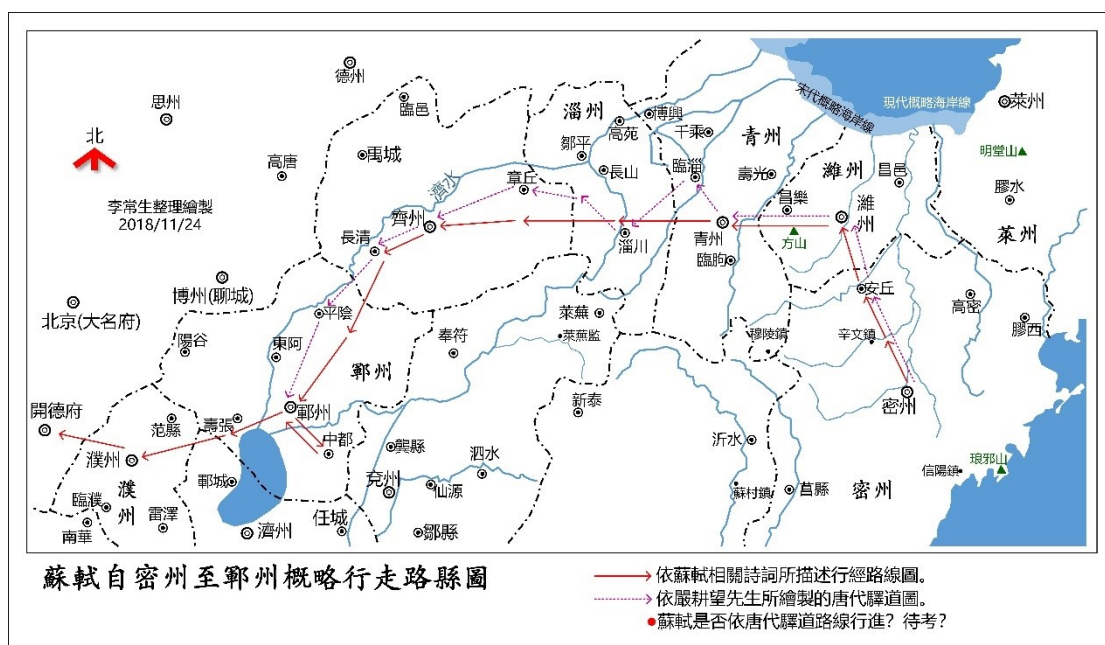 德州
思州
臨邑
淄州
博興
高苑
千乘
青州
宋代概略海岸線
現代概略海岸線
萊州
北
禹城
高唐
鄒平
長山
臨淄
濰州
昌邑
明堂山
濟水
章丘
壽光
昌樂
濰州
膠水
萊州
李常生整理繪製
2018/11/24
齊州
長清
淄川
青州
臨朐
方山
安丘
高密
膠西
博州(聊城)
北京(大名府)
平陰
萊蕪
萊蕪監
奉符
穆陵鎮
辛文鎮
陽谷
東阿
鄆州
新泰
密州
開德府
范縣
壽張
鄆州
中都
濮州
龔縣
泗水
沂水
信陽鎮
琅邪山
鄆城
兖州
仙源
蘇村鎮
莒縣
密州
臨濮
濮州
雷澤
南華
濟州
任城
鄒縣
蘇軾自密州至鄆州概略行走路縣圖
依蘇軾相關詩詞所描述行經路線圖。
依嚴耕望先生所繪製的唐代驛道圖。
蘇軾是否依唐代驛道路線行進？待考？